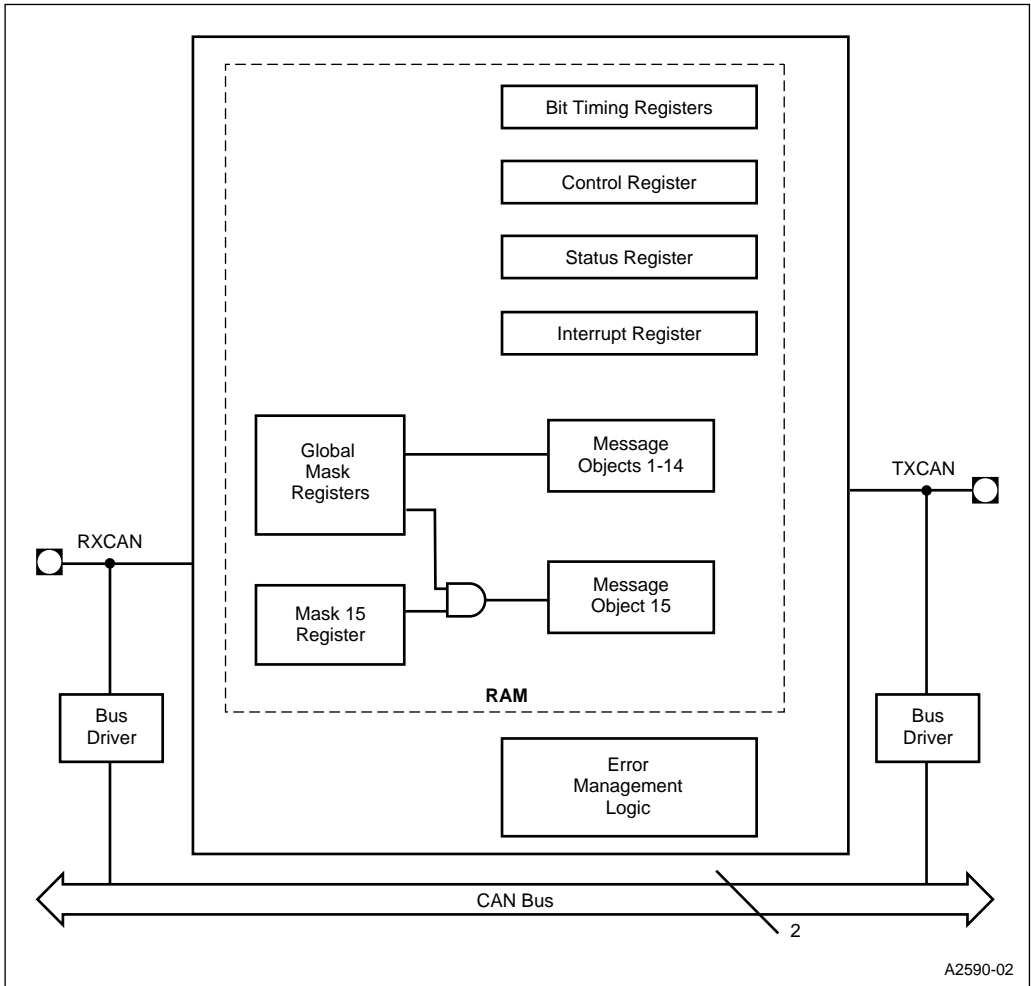 Bit Timing Registers
Control Register
Status Register
Interrupt Register
Global
Mask
Registers
Message
Objects 1-14
TXCAN
RXCAN
Mask 15
Register
Message
Object 15
RAM
Bus
Driver
Bus
Driver
Error
Management
Logic
CAN Bus
2
A2590-02